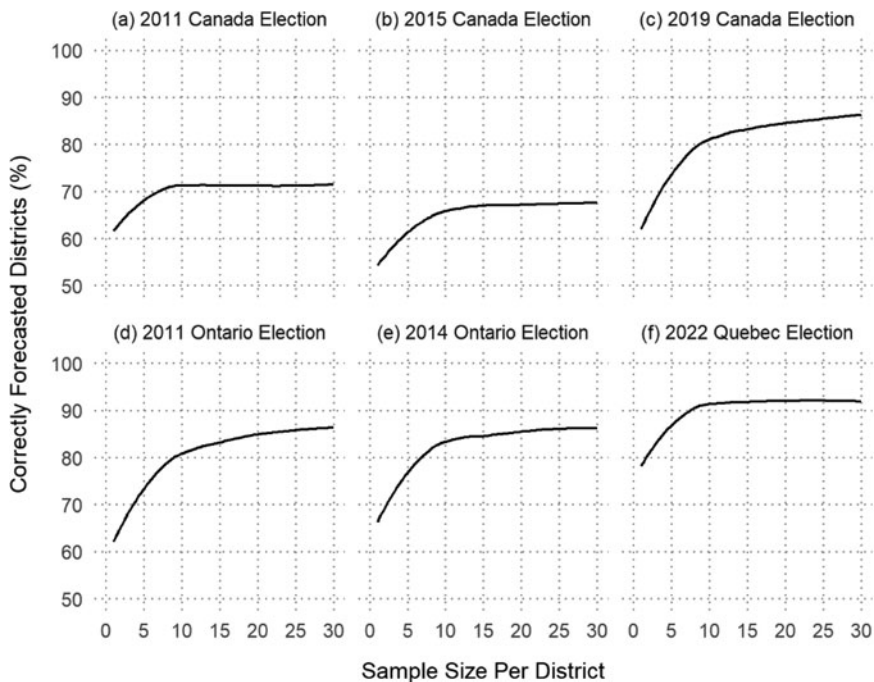 (a) 2011 Canada Election (b) 2015 Canada Election (c) 2019 Canada Election
100
90
80
70
60
50
(d) 2011 Ontario Election (e) 2014 Ontario Election (f) 2022 Quebec Election
100
90
80
70
60
50
0 5 10 15 20 25 30 0 5 10 15 20 25 30 0 5 10 15 20 25 30
Correctly Forecasted Districts (%)
Sample Size Per District